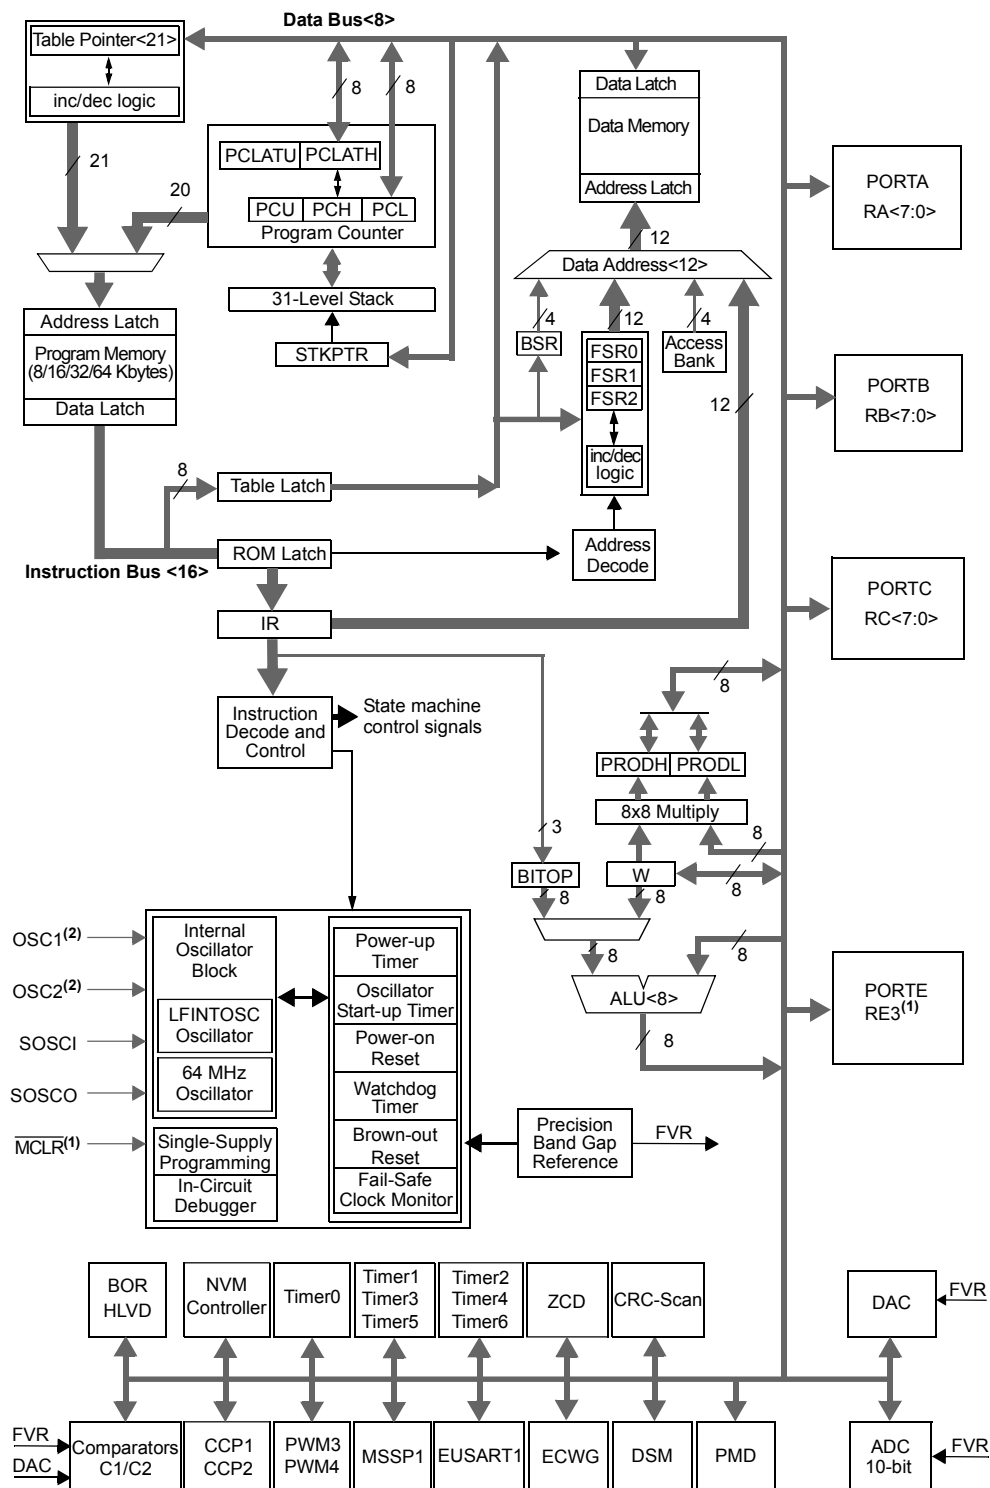 Data Bus<8>
Table Pointer<21>
inc/dec logic
21
20
8
8
PCLATU PCLATH
PCU PCH PCL
Program Counter
31-Level Stack
STKPTR
Address Latch
Program Memory
(8/16/32/64 Kbytes)
Data Latch
8
Table Latch
ROM Latch
Instruction Bus <16>
IR
Instruction
Decode and
Control
State machine
control signals
Data Latch
Data Memory
Address Latch
12
Data Address<12>
4
12
4
BSR
FSR0
FSR1
FSR2
inc/dec
logic
Access
Bank
12
Address
Decode
PORTA
RA<7:0>
PORTB
RB<7:0>
PORTC
RC<7:0>
PORTE
RE3(1)
8
PRODH PRODL
8x8 Multiply
3
8
BITOP
W
8
8
8
8
8
ALU<8>
8
OSC1(2)
OSC2(2)
SOSCI
SOSCO
MCLR(1)
Internal
Oscillator
Block
LFINTOSC
Oscillator
64 MHz
Oscillator
Single-Supply
Programming
In-Circuit
Debugger
Power-up
Timer
Oscillator
Start-up Timer
Power-on
Reset
Watchdog
Timer
Brown-out
Reset
Fail-Safe
Clock Monitor
Precision
Band Gap
Reference
FVR
BOR
HLVD
NVM
Controller
Timer0
Timer1
Timer3
Timer5
Timer2
Timer4
Timer6
ZCD
CRC-Scan
DAC
FVR
FVR
DAC
Comparators
C1/C2
CCP1
CCP2
PWM3
PWM4
MSSP1
EUSART1
ECWG
DSM
PMD
ADC
10-bit
FVR